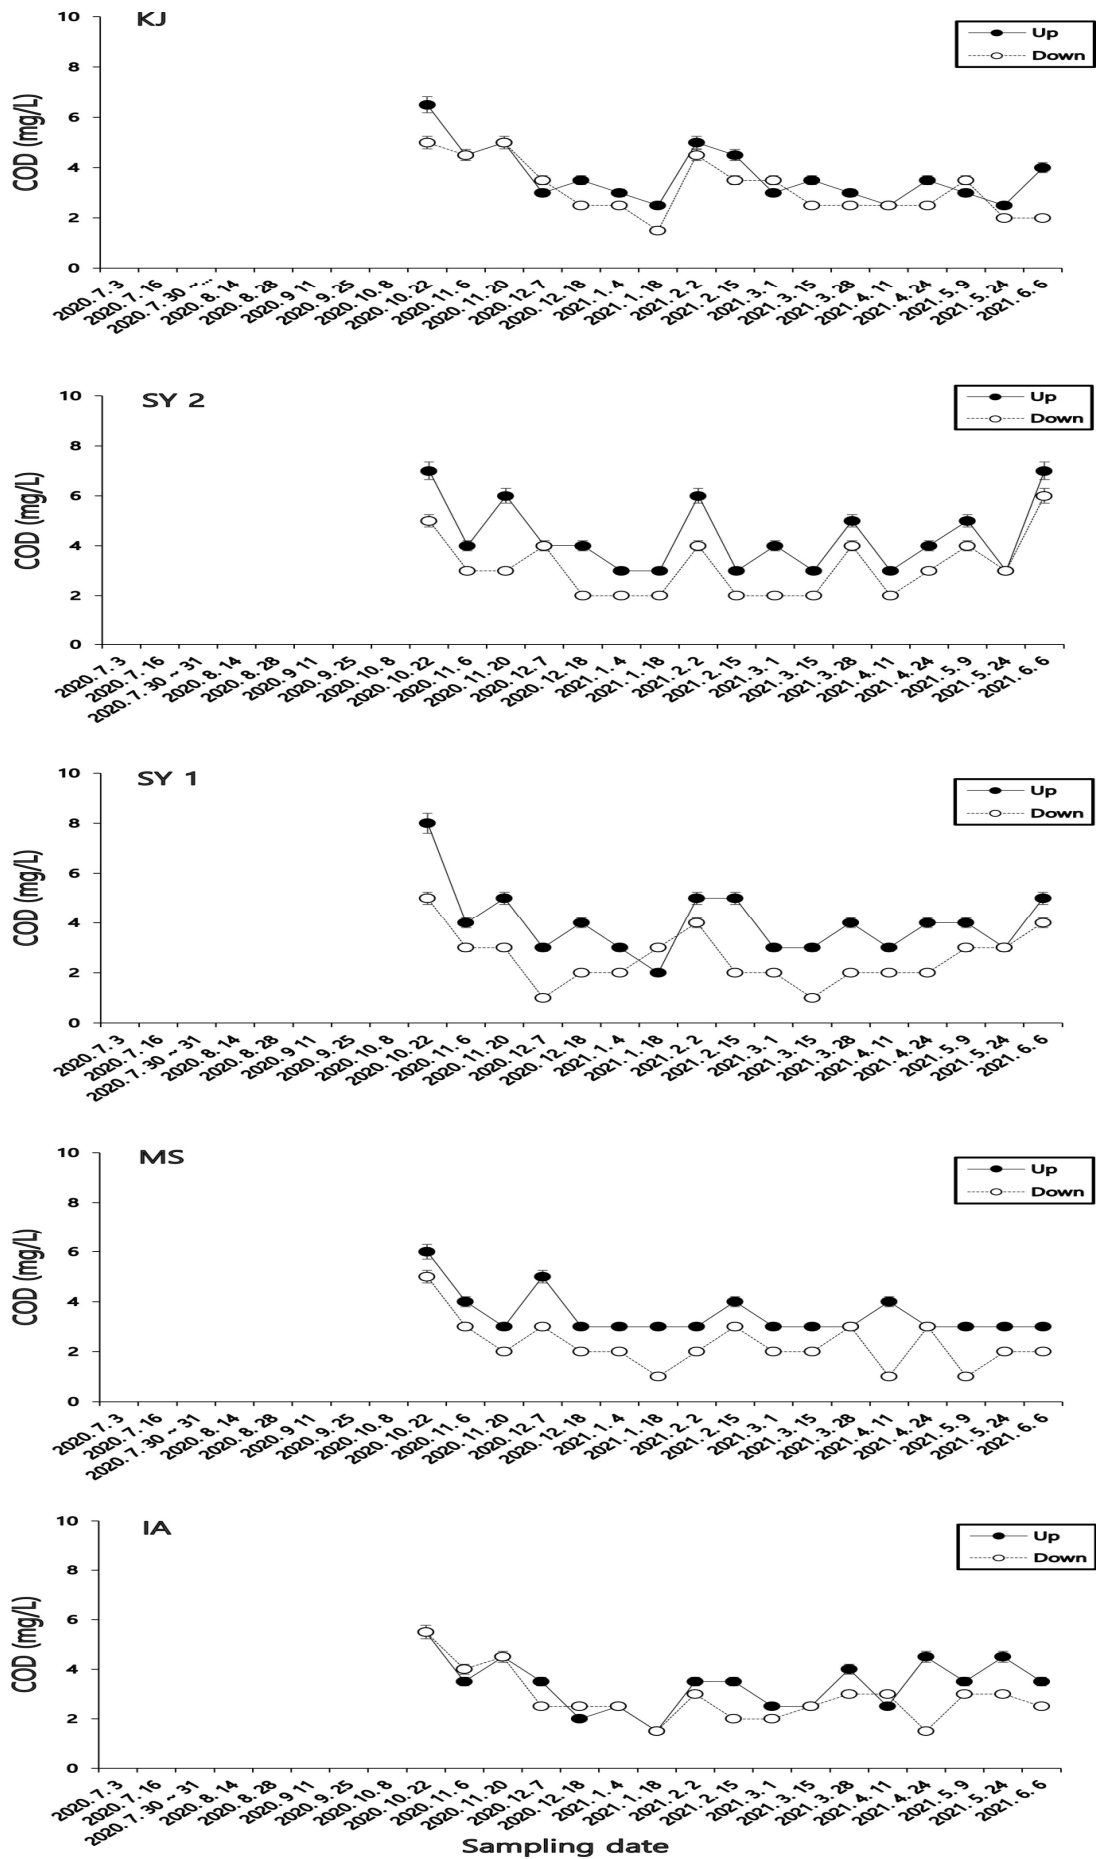 KJ
Up
Down
COD (mg/L)
10
8
6
4
2
0
2020. 7. 3
2020. 7. 16
2020. 7. 30 ~...
2020. 8. 14
2020. 8. 28
2020. 9 11
2020. 9. 25
2020. 10. 8
2020. 10. 22
2020. 11. 6
2020. 11. 20
2020. 12. 7
2020. 12. 18
2021. 1. 4
2021. 1. 18
2021. 2. 2
2021. 2. 15
2021. 3. 1
2021. 3. 15
2021. 3. 28
2021. 4. 11
2021. 4. 24
2021. 5. 9
2021. 5. 24
2021. 6. 6
SY 2
Up
Down
COD (mg/L)
10
8
6
4
2
0
2020. 7. 3
2020. 7. 16
2020. 7. 30 ~ 31
2020. 8. 14
2020. 8. 28
2020. 9 11
2020. 9. 25
2020. 10. 8
2020. 10. 22
2020. 11. 6
2020. 11. 20
2020. 12. 7
2020. 12. 18
2021. 1. 4
2021. 1. 18
2021. 2. 2
2021. 2. 15
2021. 3. 1
2021. 3. 15
2021. 3. 28
2021. 4. 11
2021. 4. 24
2021. 5. 9
2021. 5. 24
2021. 6. 6
SY 1
Up
Down
COD (mg/L)
10
8
6
4
2
0
2020. 7. 3
2020. 7. 16
2020. 7. 30 ~ 31
2020. 8. 14
2020. 8. 28
2020. 9 11
2020. 9. 25
2020. 10. 8
2020. 10. 22
2020. 11. 6
2020. 11. 20
2020. 12. 7
2020. 12. 18
2021. 1. 4
2021. 1. 18
2021. 2. 2
2021. 2. 15
2021. 3. 1
2021. 3. 15
2021. 3. 28
2021. 4. 11
2021. 4. 24
2021. 5. 9
2021. 5. 24
2021. 6. 6
MS
Up
Down
COD (mg/L)
10
8
6
4
2
0
2020. 7. 3
2020. 7. 16
2020. 7. 30 ~ 31
2020. 8. 14
2020. 8. 28
2020. 9 11
2020. 9. 25
2020. 10. 8
2020. 10. 22
2020. 11. 6
2020. 11. 20
2020. 12. 7
2020. 12. 18
2021. 1. 4
2021. 1. 18
2021. 2. 2
2021. 2. 15
2021. 3. 1
2021. 3. 15
2021. 3. 28
2021. 4. 11
2021. 4. 24
2021. 5. 9
2021. 5. 24
2021. 6. 6
IA
Up
Down
COD (mg/L)
10
8
6
4
2
0
2020. 7. 3
2020. 7. 16
2020. 7. 30 ~ 31
2020. 8. 14
2020. 8. 28
2020. 9 11
2020. 9. 25
2020. 10. 8
2020. 10. 22
2020. 11. 6
2020. 11. 20
2020. 12. 7
2020. 12. 18
2021. 1. 4
2021. 1. 18
2021. 2. 2
2021. 2. 15
2021. 3. 1
2021. 3. 15
2021. 3. 28
2021. 4. 11
2021. 4. 24
2021. 5. 9
2021. 5. 24
2021. 6. 6
Sampling date